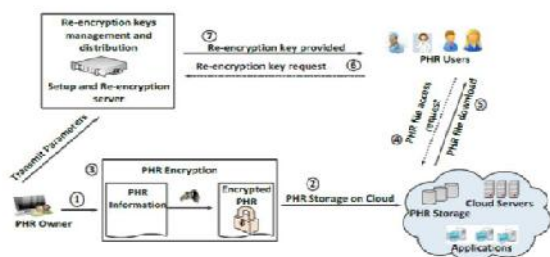 Re-encryption keys
management and
distribution
Setup and Re-encryption
server
⑦
Re-encryption key provided
Re-encryption key request
⑥
PHR Users
④
PHR file access
request
PHR file download
⑤
Transmit Parameters
③
PHR Encryption
①
PHR
Information
Encrypted
PHR
②
PHR Storage on Cloud
Cloud Servers
PHR Storage
Applications
PHR Owner